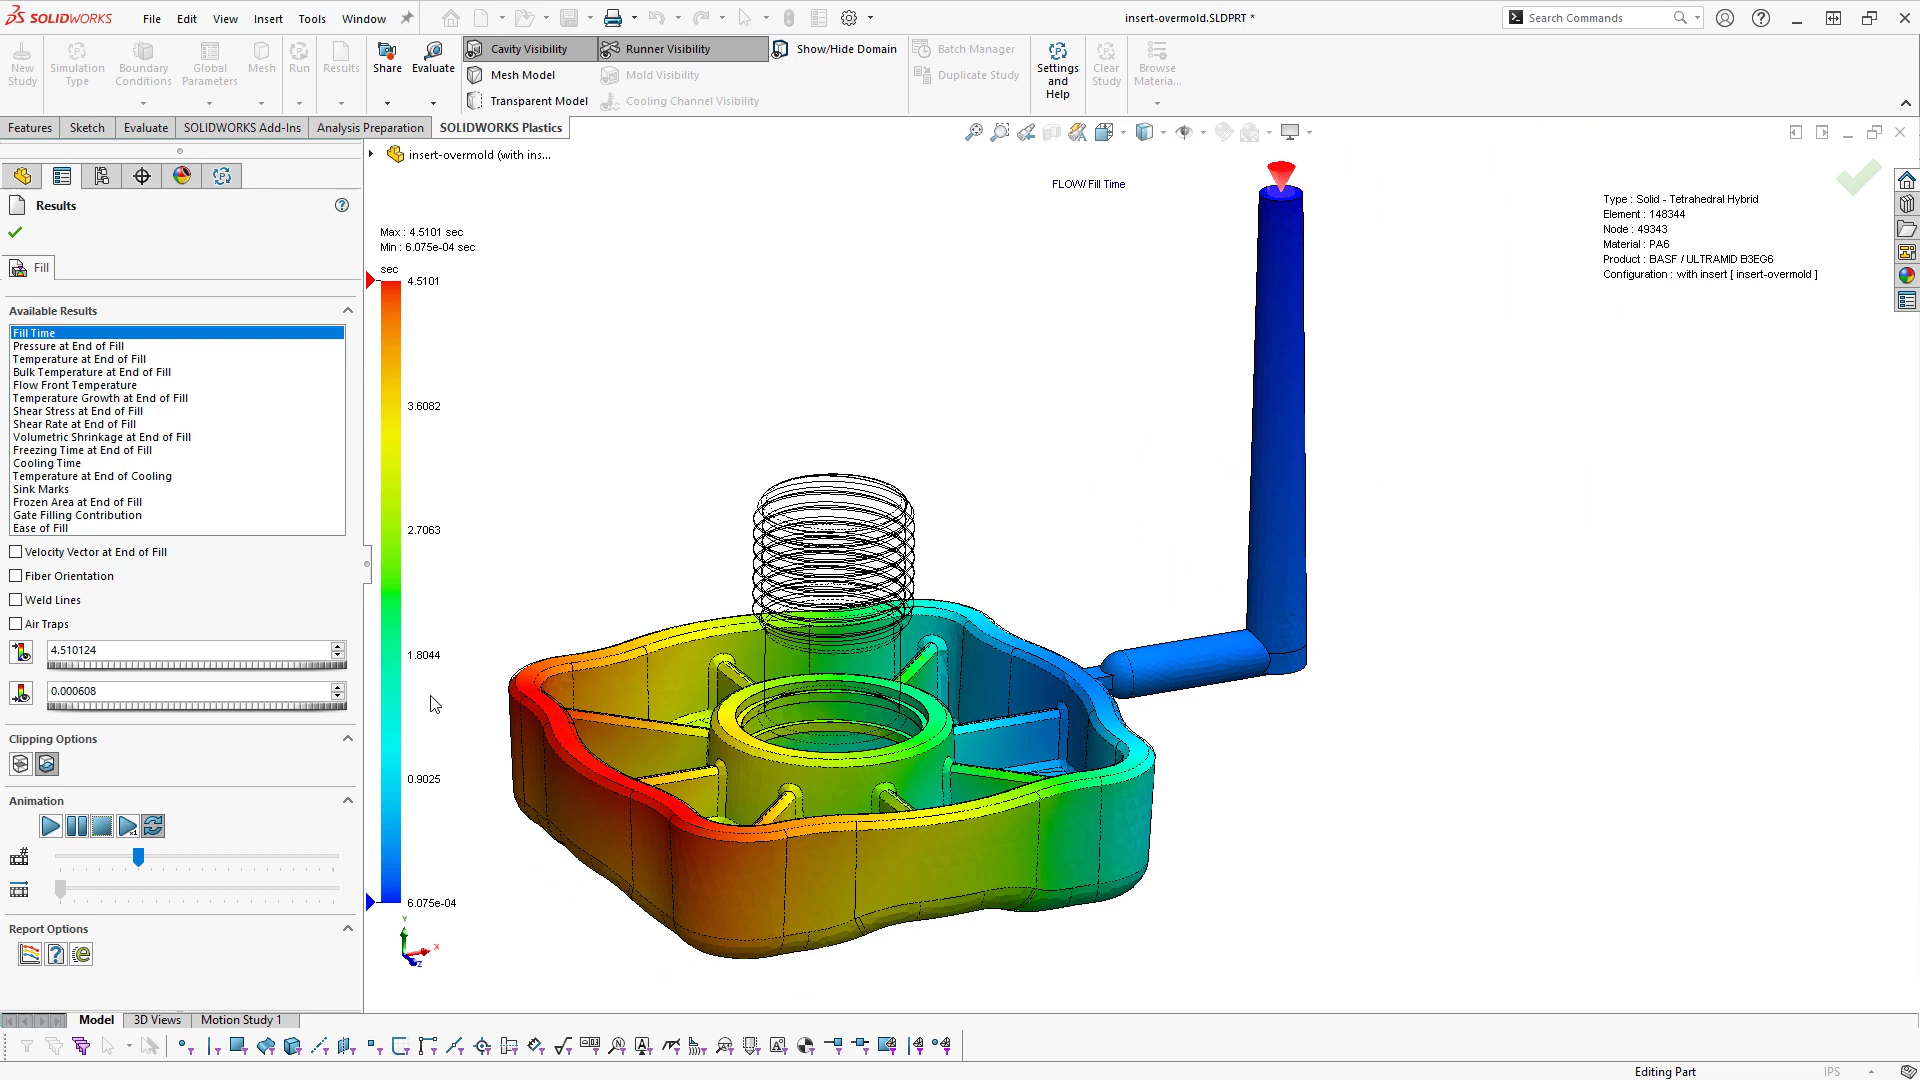 SOLIDWORKS File Edit View Insert Tools Window insert-overmold.SLDPRT * Search Commands
New Study
Simulation Type
Boundary Conditions
Global Parameters
Mesh
Run
Results
Share
Evaluate
Cavity Visibility
Runner Visibility
Show/Hide Domain
Mesh Model
Mold Visibility
Transparent Model
Cooling Channel Visibility
Batch Manager
Duplicate Study
Settings and Help
Clear Study
Browse Materia...
Features Sketch Evaluate SOLIDWORKS Add-Ins Analysis Preparation SOLIDWORKS Plastics
insert-overmold (with ins...
Results
Fill
Available Results
Fill Time
Pressure at End of Fill
Temperature at End of Fill
Bulk Temperature at End of Fill
Flow Front Temperature
Temperature Growth at End of Fill
Shear Stress at End of Fill
Shear Rate at End of Fill
Volumetric Shrinkage at End of Fill
Freezing Time at End of Fill
Cooling Time
Temperature at End of Cooling
Sink Marks
Frozen Area at End of Fill
Gate Filling Contribution
Ease of Fill
Velocity Vector at End of Fill
Fiber Orientation
Weld Lines
Air Traps
4.510124
0.000608
Clipping Options
Animation
Report Options
FLOW/ Fill Time
Max : 4.5101 sec
Min : 6.075e-04 sec
sec
4.5101
3.6082
2.7063
1.8044
0.9025
6.075e-04
Y
X
Z
Type : Solid - Tetrahedral Hybrid
Element : 148344
Node : 49343
Material : PA6
Product : BASF / ULTRAMID B3EG6
Configuration : with insert [ insert-overmold ]
Model 3D Views Motion Study 1
Editing Part IPS